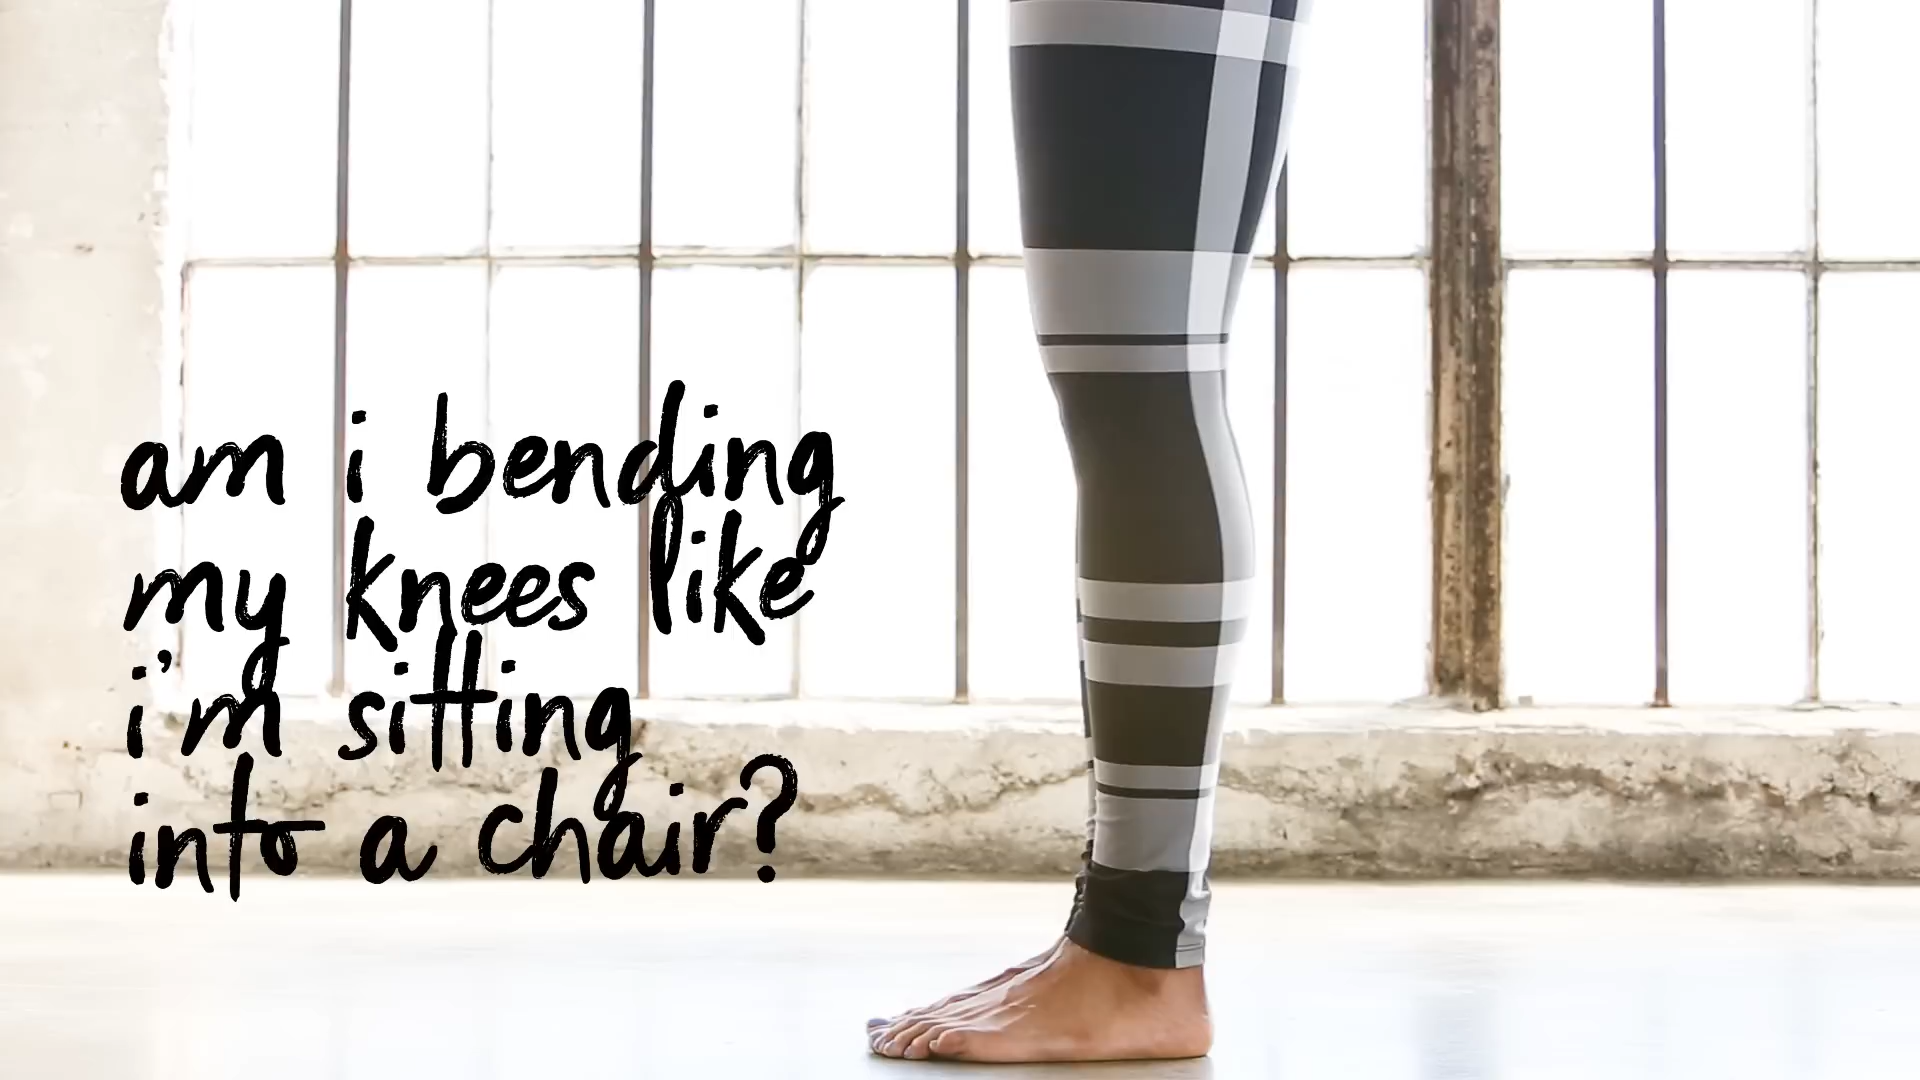 am i bending
my knees like
i'm sitting
into a chair?